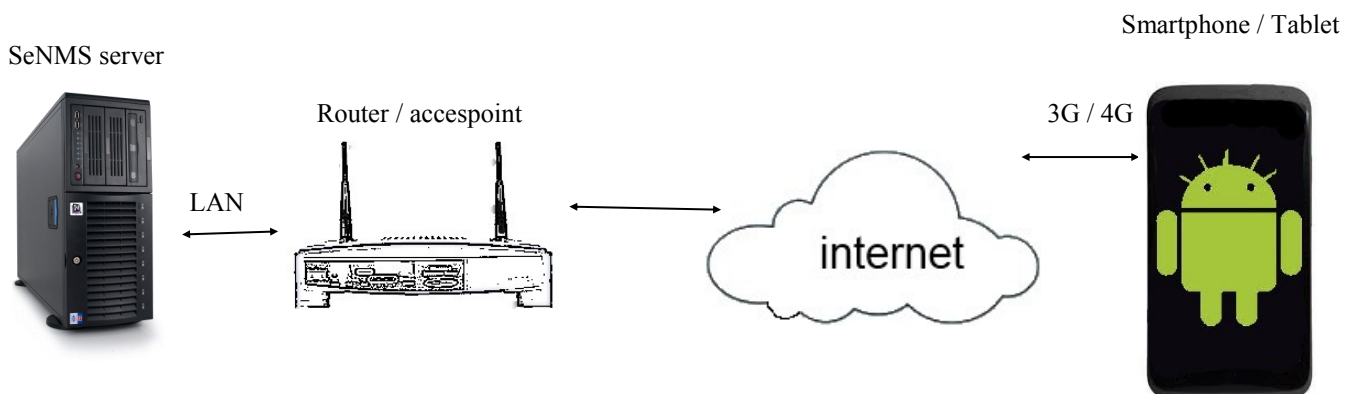 Smartphone / Tablet
SeNMS server
Router / accespoint
3G / 4G
LAN
internet